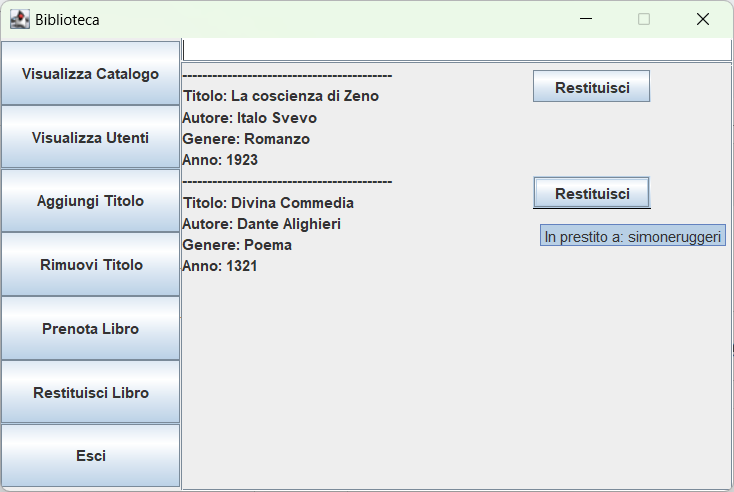 Biblioteca
Visualizza Catalogo
Visualizza Utenti
Aggiungi Titolo
Rimuovi Titolo
Prenota Libro
Restituisci Libro
Esci
------------------------------------------
Titolo: La coscienza di Zeno
Autore: Italo Svevo
Genere: Romanzo
Anno: 1923
Restituisci
------------------------------------------
Titolo: Divina Commedia
Autore: Dante Alighieri
Genere: Poema
Anno: 1321
Restituisci
In prestito a: simoneruggeri